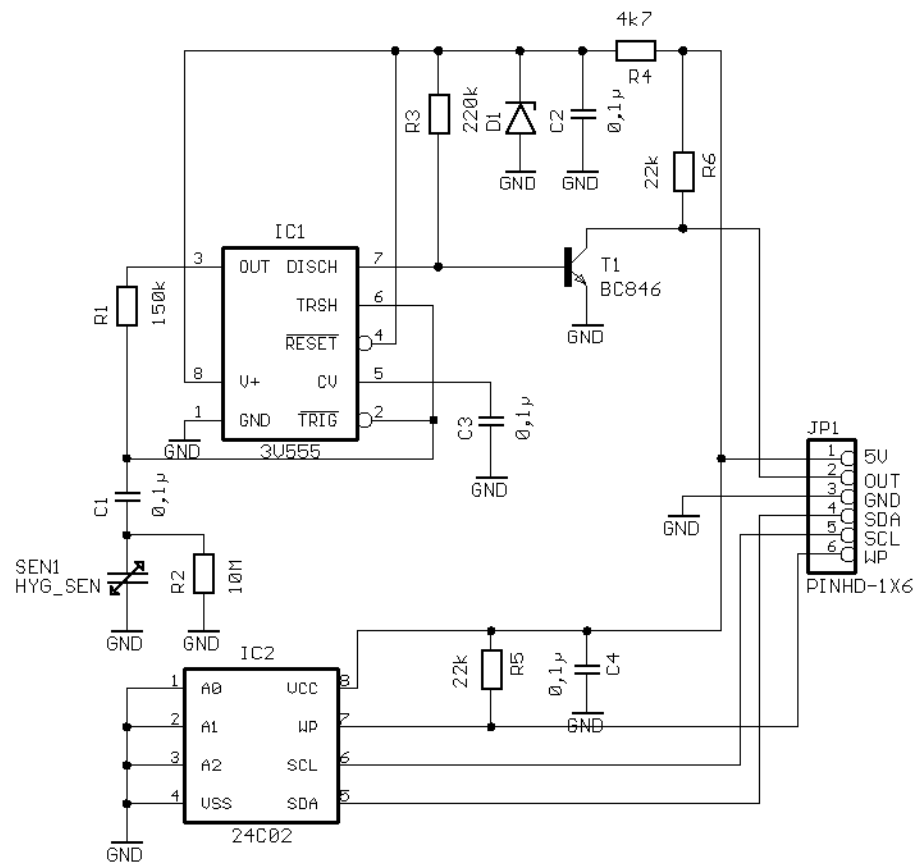 4k7
R4
R3
220k
D1
C2
0,1µ
GND
GND
22k
R6
IC1
3
OUT
DISCH
7
TRSH
6
RESET
4
8
V+
CV
5
1
GND
TRIG
2
3V555
GND
R1
150k
T1
BC846
GND
C3
0,1µ
GND
C1
0,1µ
SEN1
HYG_SEN
R2
10M
GND
GND
JP1
1
5V
2
OUT
3
GND
4
SDA
5
SCL
6
WP
PINHD-1X6
GND
IC2
1
A0
VCC
8
2
A1
WP
7
3
A2
SCL
6
4
VSS
SDA
5
24C02
GND
22k
R5
0,1µ
C4
GND